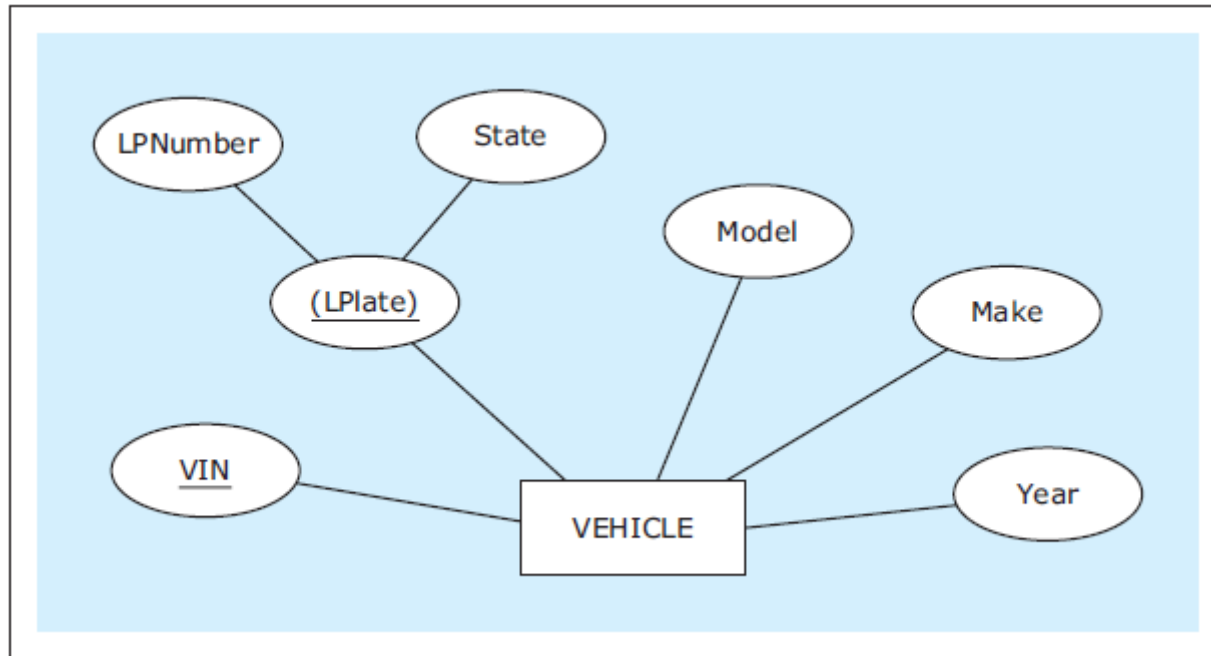 LPNumber
State
Model
(LPlate)
Make
VIN
Year
VEHICLE